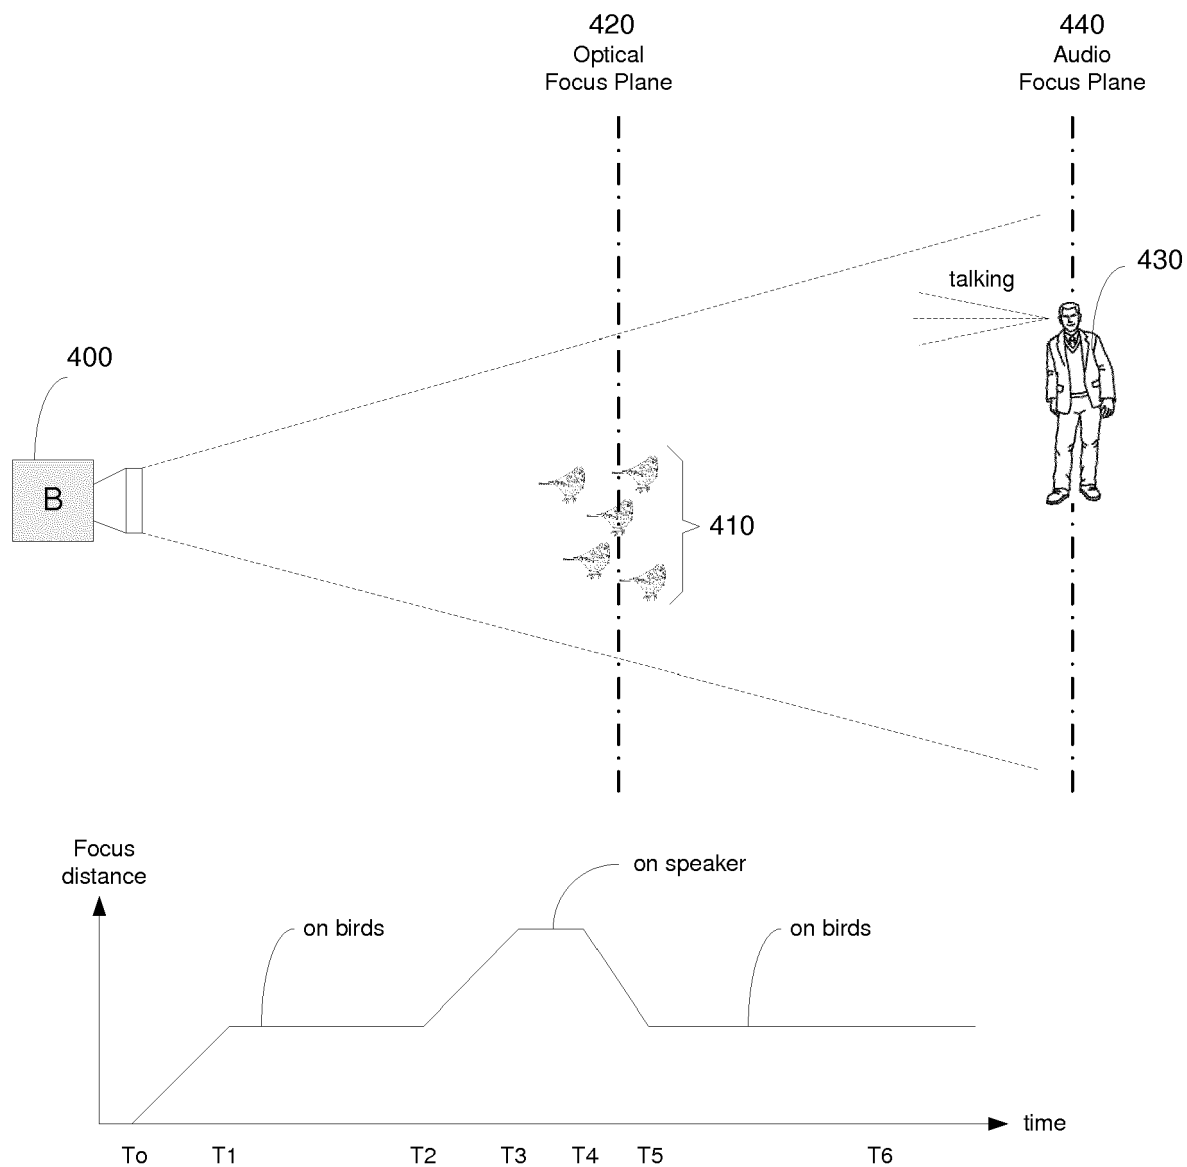 420
Optical
Focus Plane
440
Audio
Focus Plane
talking
430
400
B
410
Focus
distance
on speaker
on birds
on birds
time
To T1 T2 T3 T4 T5 T6